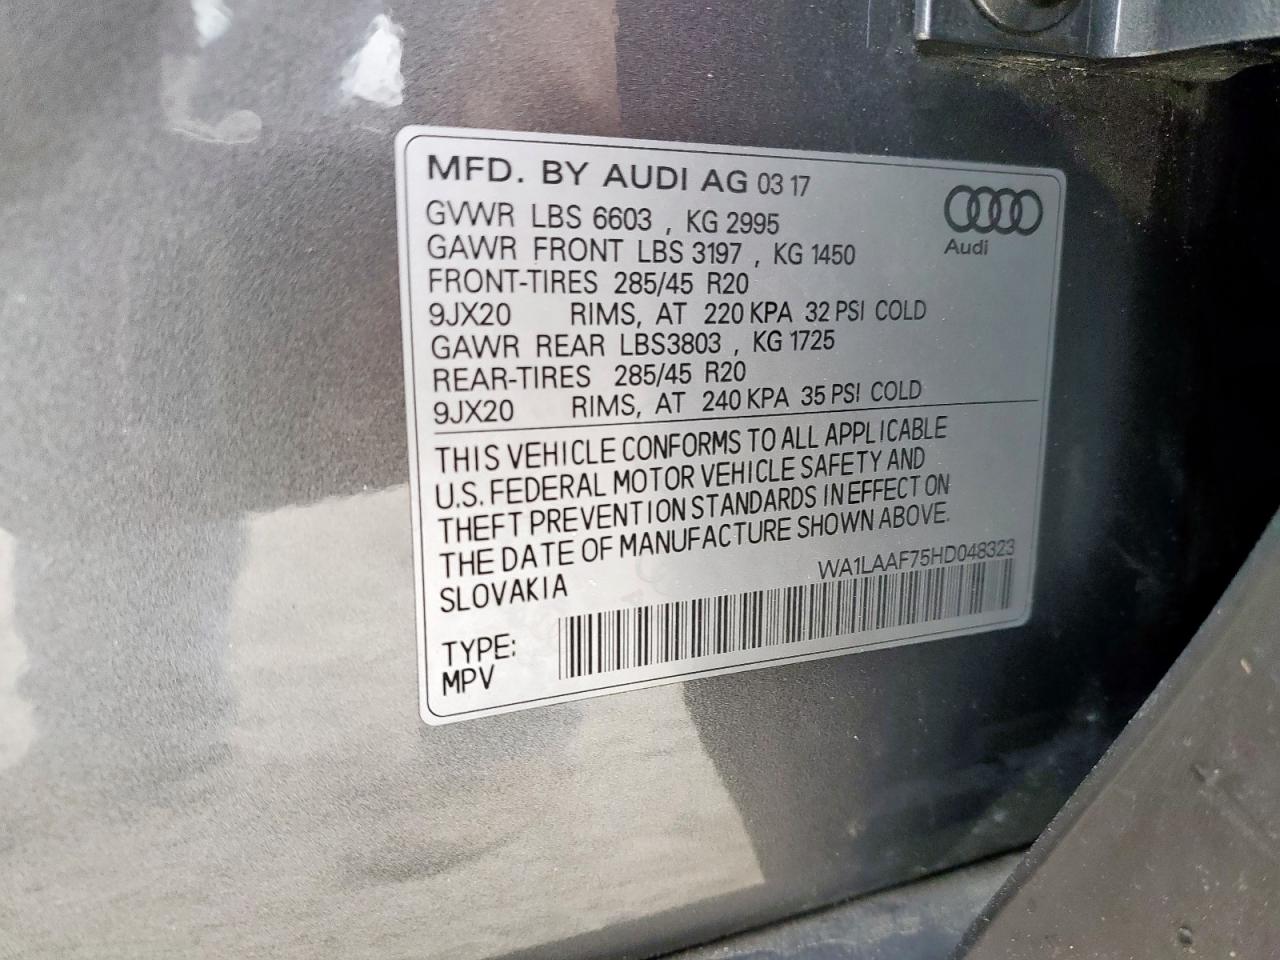 MFD. BY AUDI AG 03 17
GVWR LBS 6603 , KG 2995
GAWR FRONT LBS 3197 , KG 1450
FRONT-TIRES 285/45 R20
9JX20 RIMS, AT 220 KPA 32 PSI COLD
GAWR REAR LBS3803 , KG 1725
REAR-TIRES 285/45 R20
9JX20 RIMS, AT 240 KPA 35 PSI COLD
Audi
THIS VEHICLE CONFORMS TO ALL APPLICABLE
U.S. FEDERAL MOTOR VEHICLE SAFETY AND
THEFT PREVENTION STANDARDS IN EFFECT ON
THE DATE OF MANUFACTURE SHOWN ABOVE.
SLOVAKIA
WA1LAAF75HD048323
TYPE:
MPV